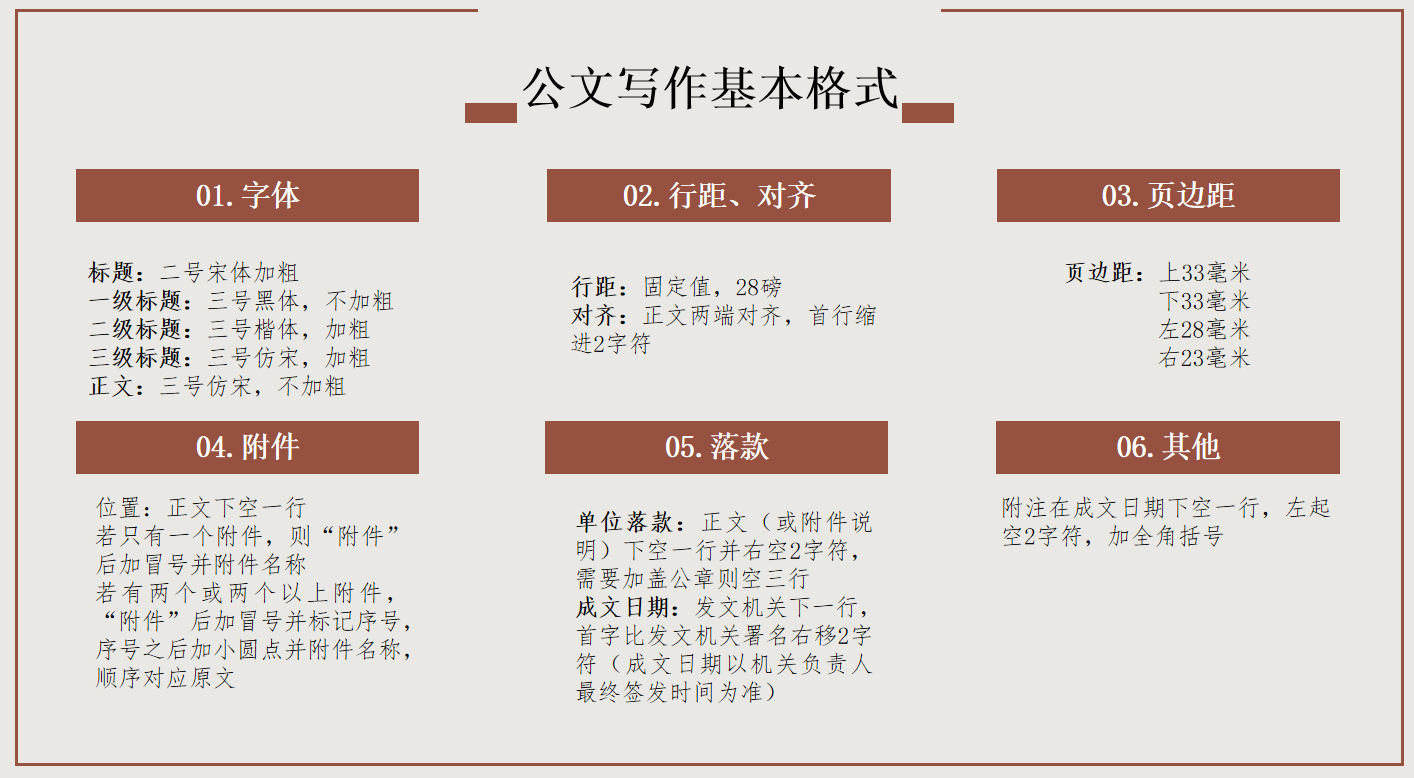 公文写作基本格式
01.字体
标题：二号宋体加粗
一级标题：三号黑体，不加粗
二级标题：三号楷体，加粗
三级标题：三号仿宋，加粗
正文：三号仿宋，不加粗
02.行距、对齐
行距：固定值，28磅
对齐：正文两端对齐，首行缩
进2字符
03.页边距
页边距：上33毫米
下33毫米
左28毫米
右23毫米
04.附件
位置：正文下空一行
若只有一个附件，则“附件”
后加冒号并附件名称
若有两个或两个以上附件，
“附件”后加冒号并标记序号，
序号之后加小圆点并附件名称，
顺序对应原文
05.落款
单位落款：正文（或附件说
明）下空一行并右空2字符，
需要加盖公章则空三行
成文日期：发文机关下一行，
首字比发文机关署名右移2字
符（成文日期以机关负责人
最终签发时间为准）
06.其他
附注在成文日期下空一行，左起
空2字符，加全角括号